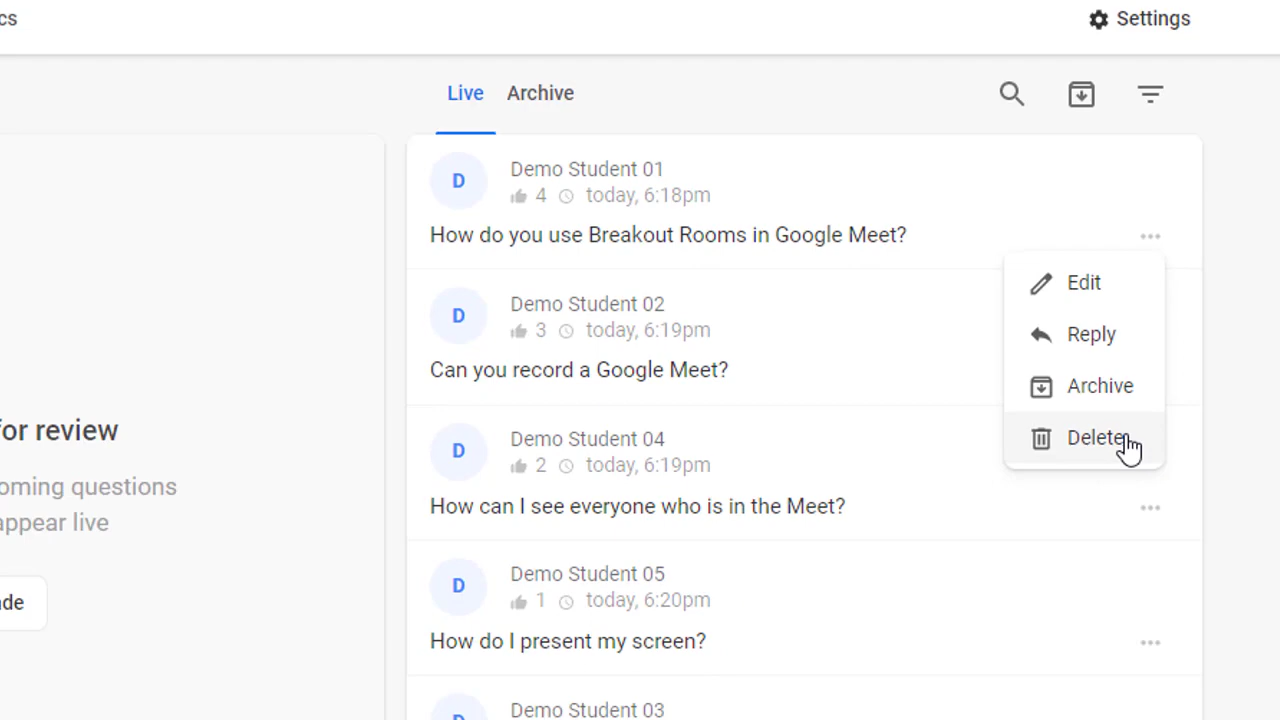 cs
Settings
Live
Archive
D
Demo Student 01
4 today, 6:18pm
How do you use Breakout Rooms in Google Meet?
Edit
Reply
Archive
Delete
D
Demo Student 02
3 today, 6:19pm
Can you record a Google Meet?
for review
oming questions
appear live
de
D
Demo Student 04
2 today, 6:19pm
How can I see everyone who is in the Meet?
D
Demo Student 05
1 today, 6:20pm
How do I present my screen?
D
Demo Student 03